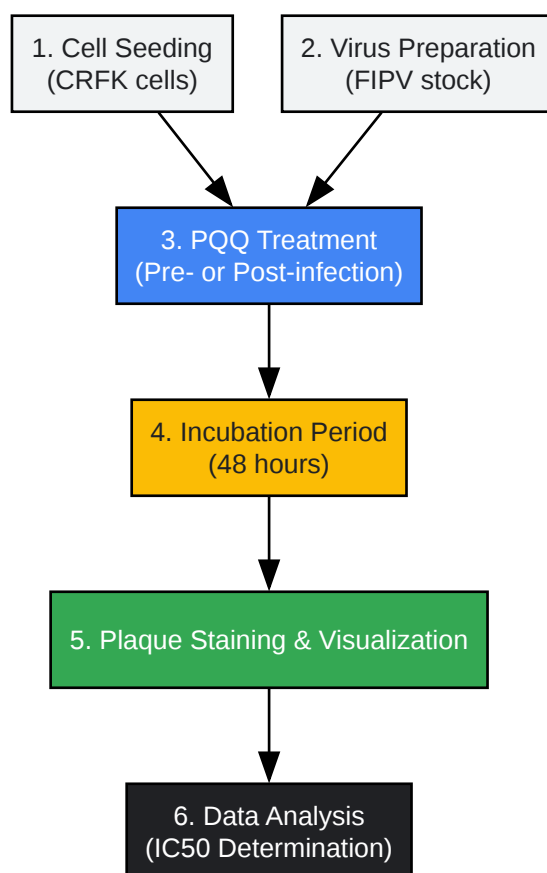 1. Cell Seeding
(CRFK cells)
2. Virus Preparation
(FIPV stock)
3. PQQ Treatment
(Pre- or Post-infection)
4. Incubation Period
(48 hours)
5. Plaque Staining & Visualization
6. Data Analysis
(IC50 Determination)